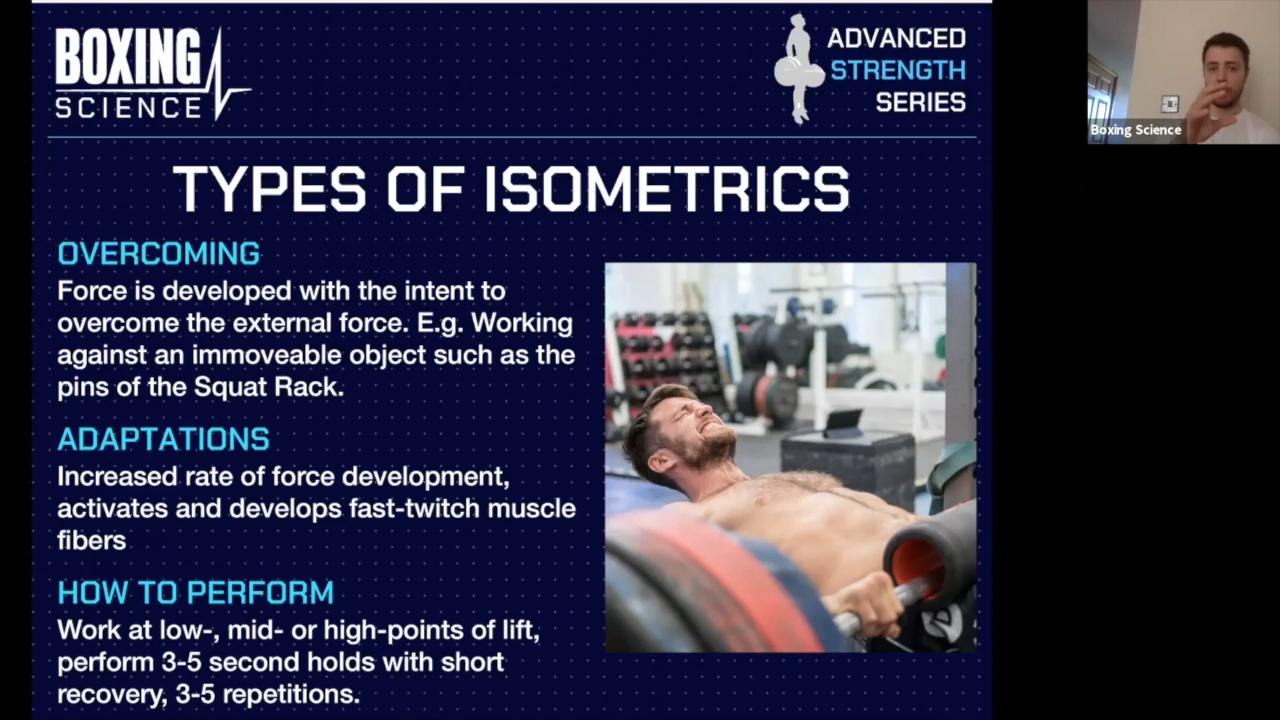 BOXING
SCIENCE
ADVANCED
STRENGTH
SERIES
Boxing Science
TYPES OF ISOMETRICS
OVERCOMING
Force is developed with the intent to
overcome the external force. E.g. Working
against an immoveable object such as the
pins of the Squat Rack.
ADAPTATIONS
Increased rate of force development,
activates and develops fast-twitch muscle
fibers
HOW TO PERFORM
Work at low-, mid- or high-points of lift,
perform 3-5 second holds with short
recovery, 3-5 repetitions.